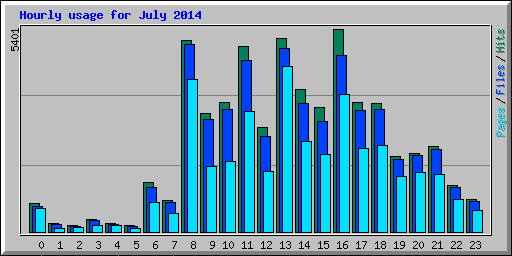 Hourly usage for July 2014
5401
Pages / Files / Hits
0 1 2 3 4 5 6 7 8 9 10 11 12 13 14 15 16 17 18 19 20 21 22 23